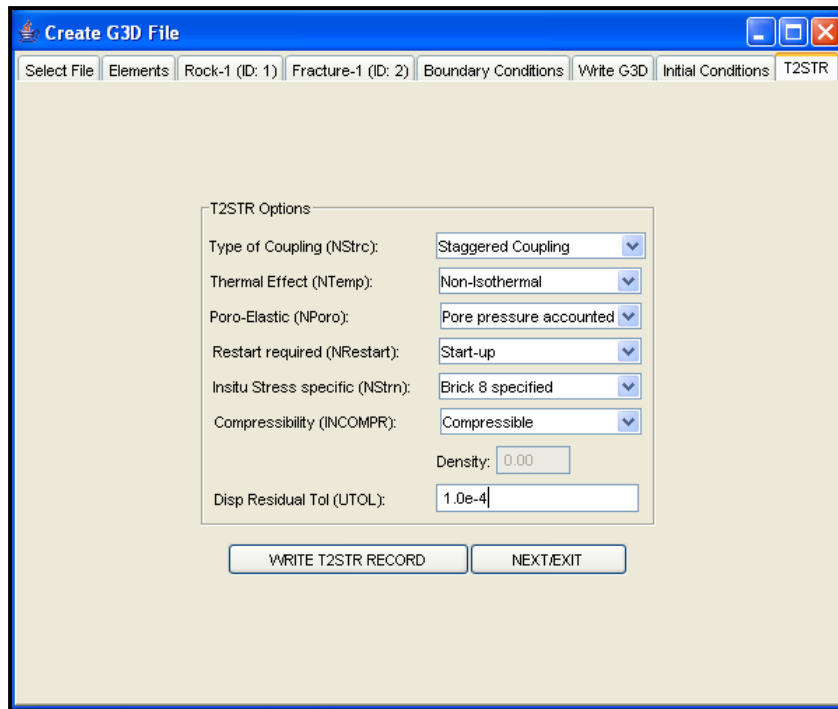 Create G3D File
Select File Elements Rock-1 (ID: 1) Fracture-1 (ID: 2) Boundary Conditions Write G3D Initial Conditions T2STR
T2STR Options
Type of Coupling (NStrc): Staggered Coupling
Thermal Effect (NTemp): Non-Isothermal
Poro-Elastic (NPoro): Pore pressure accounted
Restart required (NRestart): Start-up
Insitu Stress specific (NStrn): Brick 8 specified
Compressibility (INCOMPR): Compressible
Density: 0.00
Disp Residual Tol (UTOL): 1.0e-4
WRITE T2STR RECORD NEXT/EXIT